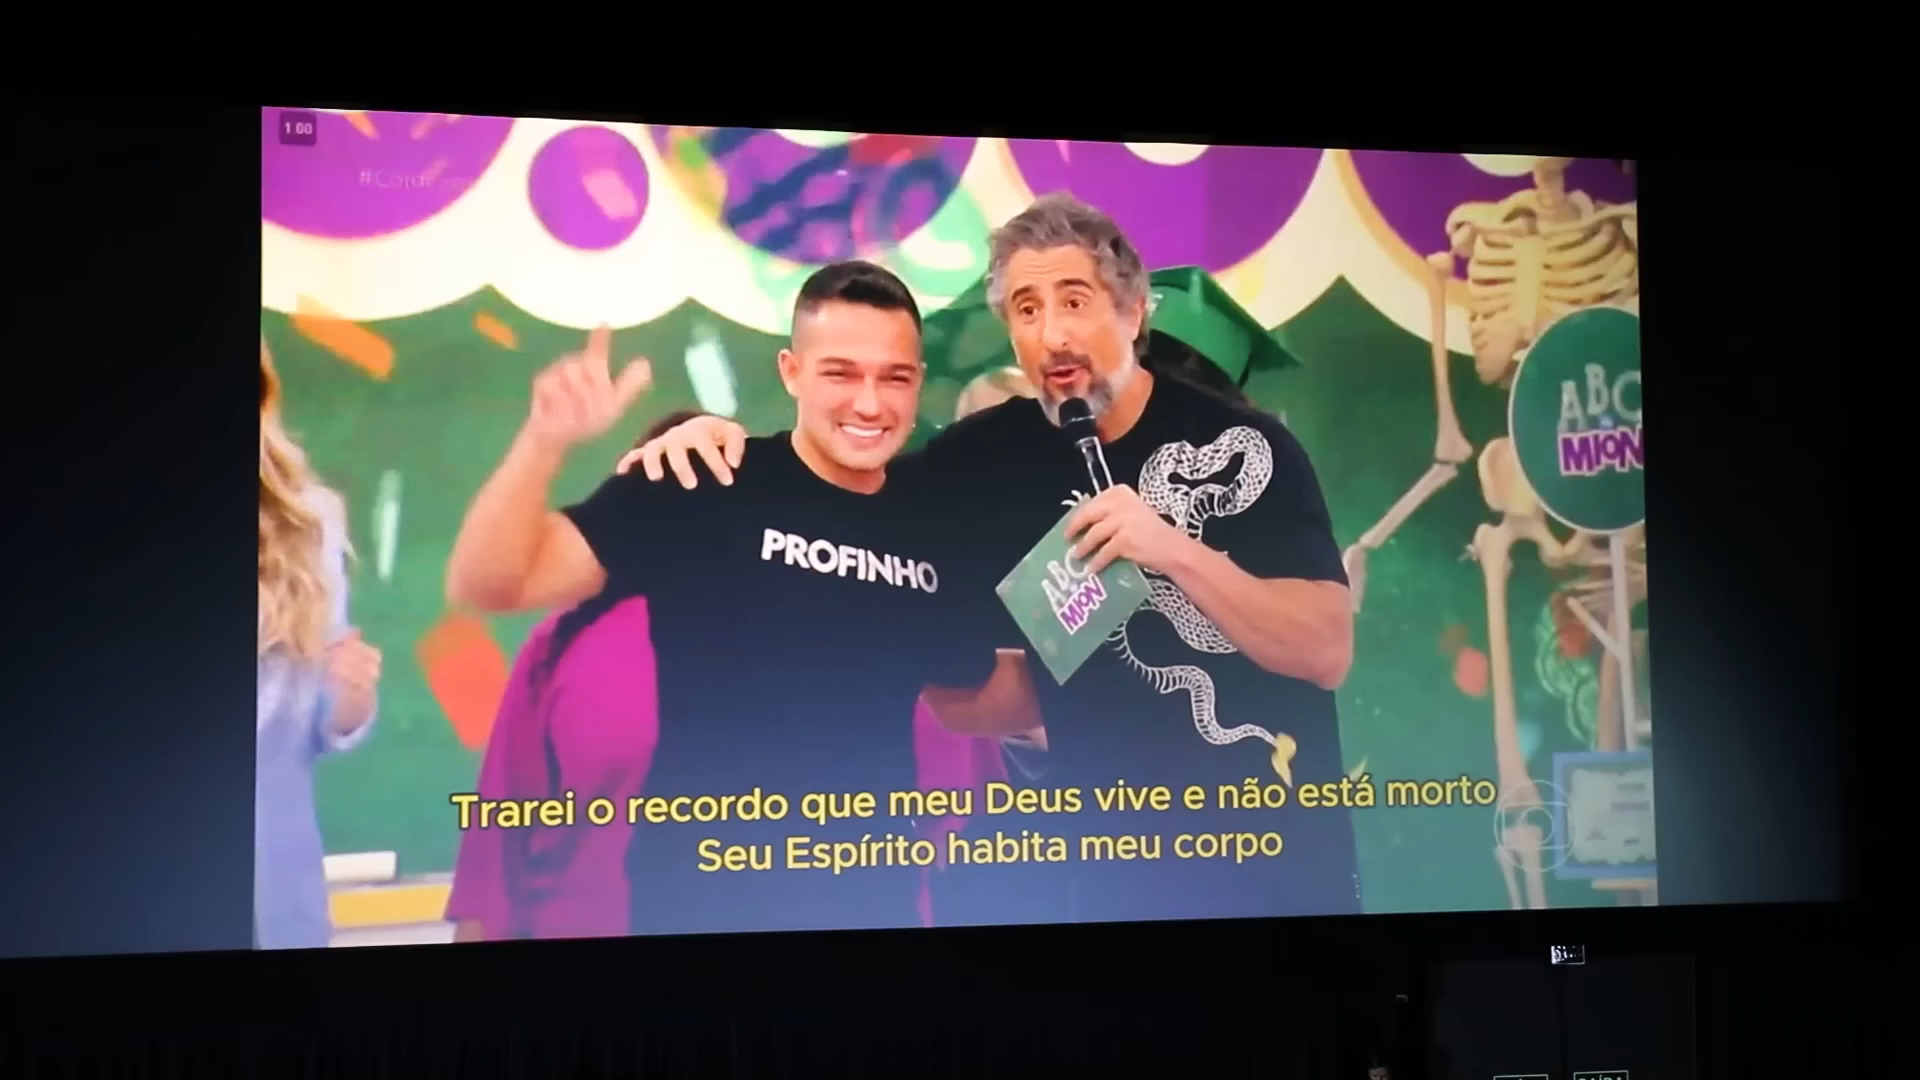 1.00
PROFINHO
ABC
MION
ABC
MION
Trarei o recordo que meu Deus vive e não está morto
Seu Espírito habita meu corpo